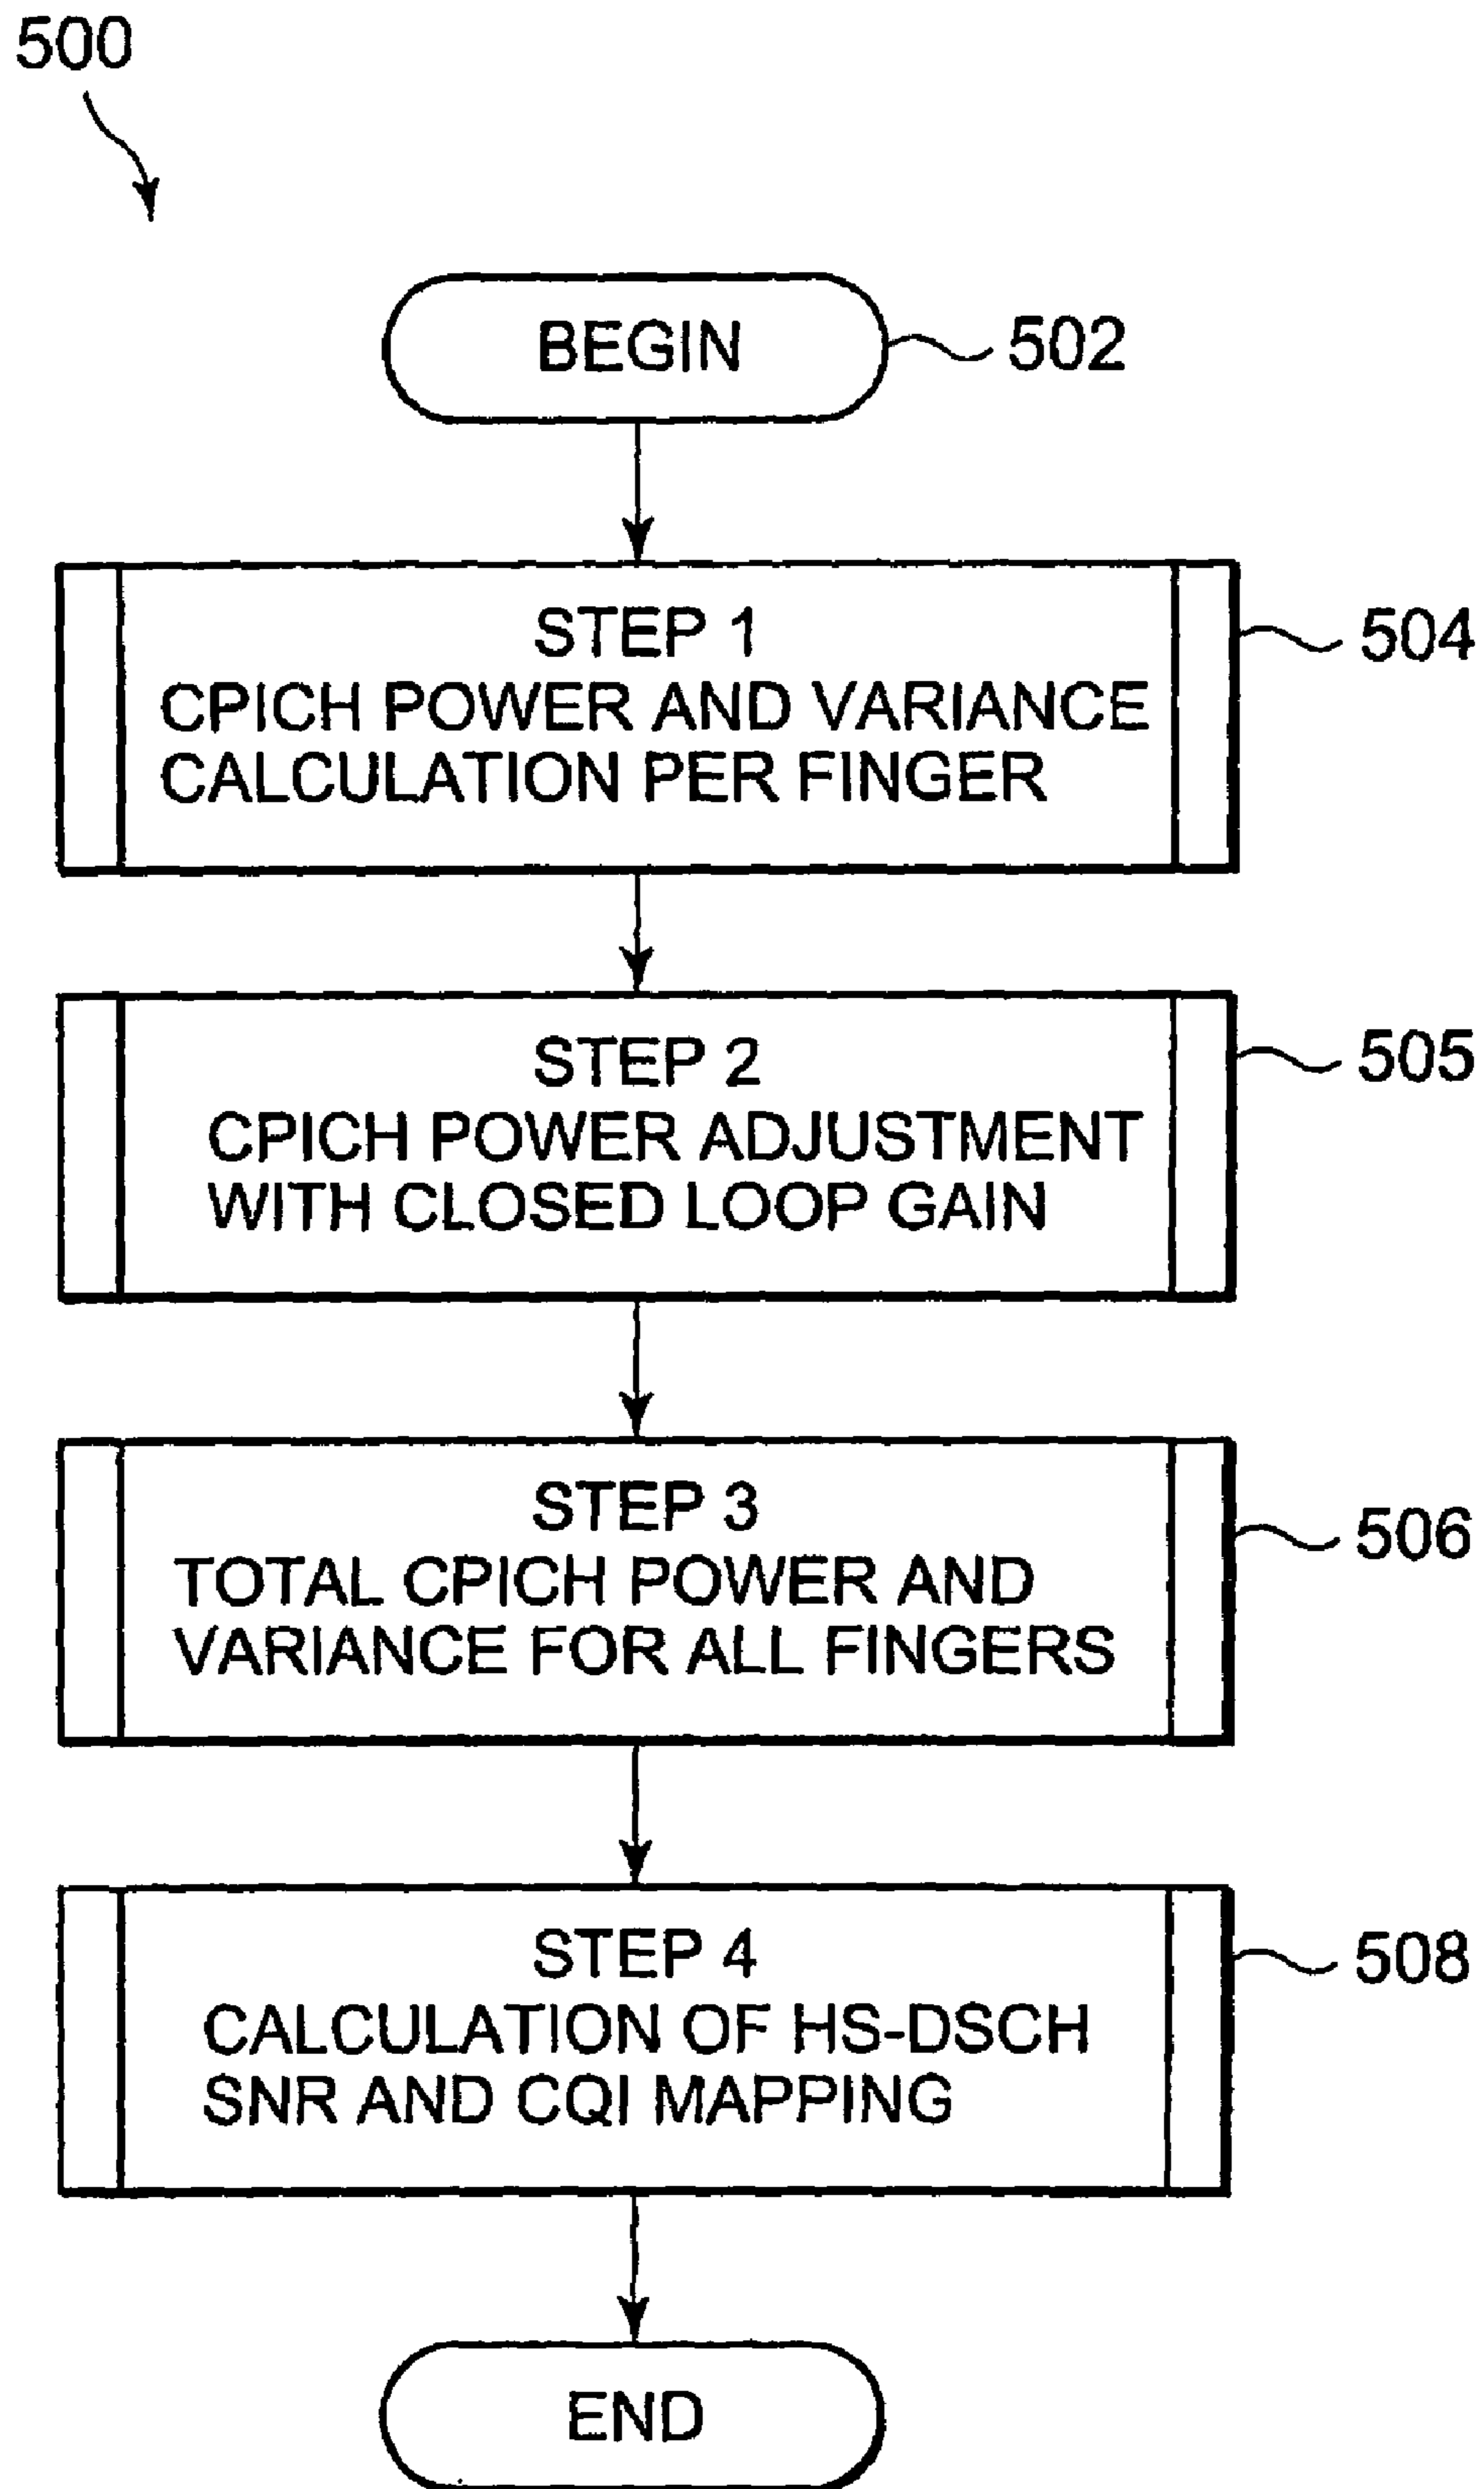 500
BEGIN
502
STEP 1
CPICH POWER AND VARIANCE
CALCULATION PER FINGER
504
STEP 2
CPICH POWER ADJUSTMENT
WITH CLOSED LOOP GAIN
505
STEP 3
TOTAL CPICH POWER AND
VARIANCE FOR ALL FINGERS
506
STEP 4
CALCULATION OF HS-DSCH
SNR AND CQI MAPPING
508
END